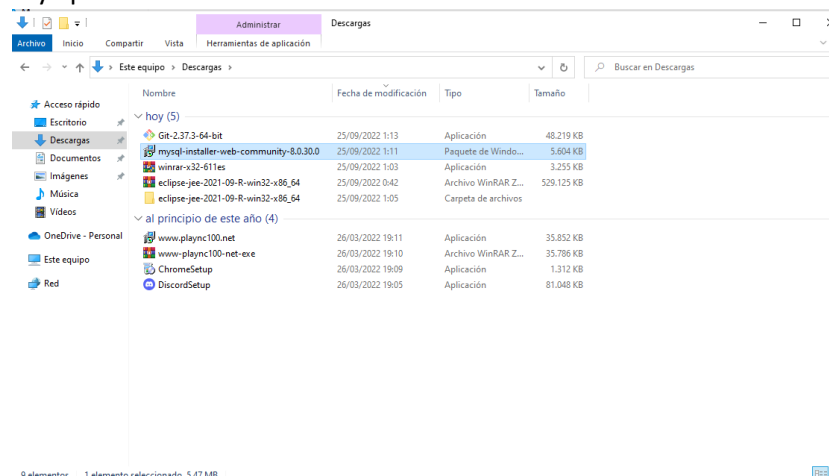 Administrar
Descargas
Archivo Inicio Compartir Vista Herramientas de aplicación
Este equipo > Descargas >
Buscar en Descargas
Nombre Fecha de modificación Tipo Tamaño
Acceso rápido
Escritorio
Descargas
Documentos
Imágenes
Música
Vídeos
OneDrive - Personal
Este equipo
Red
hoy (5)
Git-2.37.3-64-bit 25/09/2022 1:13 Aplicación 48.219 KB
mysql-installer-web-community-8.0.30.0 25/09/2022 1:11 Paquete de Windo... 5.604 KB
winrar-x32-611es 25/09/2022 1:03 Aplicación 3.255 KB
eclipse-jee-2021-09-R-win32-x86_64 25/09/2022 0:42 Archivo WinRAR Z... 529.125 KB
eclipse-jee-2021-09-R-win32-x86_64 25/09/2022 1:05 Carpeta de archivos
al principio de este año (4)
www.plaync100.net 26/03/2022 19:11 Aplicación 35.852 KB
www-plaync100-net-exe 26/03/2022 19:10 Archivo WinRAR Z... 35.786 KB
ChromeSetup 26/03/2022 19:09 Aplicación 1.312 KB
DiscordSetup 26/03/2022 19:05 Aplicación 81.048 KB
9 elementos 1 elemento seleccionado 5,47 MB